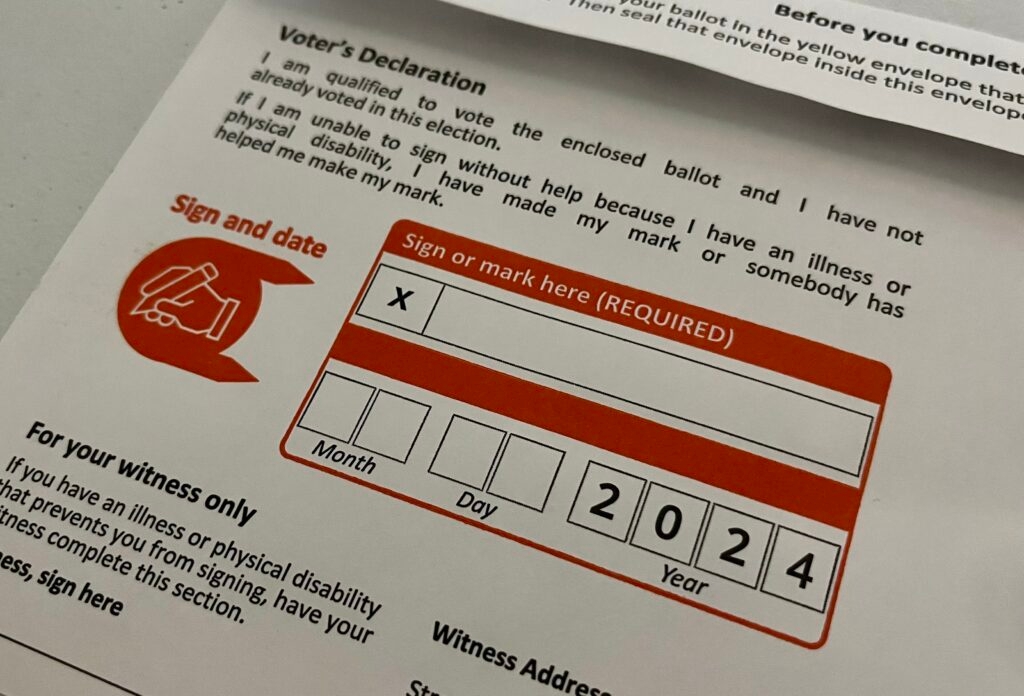 Before you complete
your ballot in the yellow envelope that
Then seal that envelope inside this envelope
Voter's Declaration
I am qualified to vote the enclosed ballot and I have not
already voted in this election.
If I am unable to sign without help because I have an illness or
physical disability, I have made my mark or somebody has
helped me make my mark.
Sign and date
Sign or mark here (REQUIRED)
X
Month
Day
2024
Year
For your witness only
If you have an illness or physical disability
that prevents you from signing, have your
itness complete this section.
ess, sign here
Witness Address